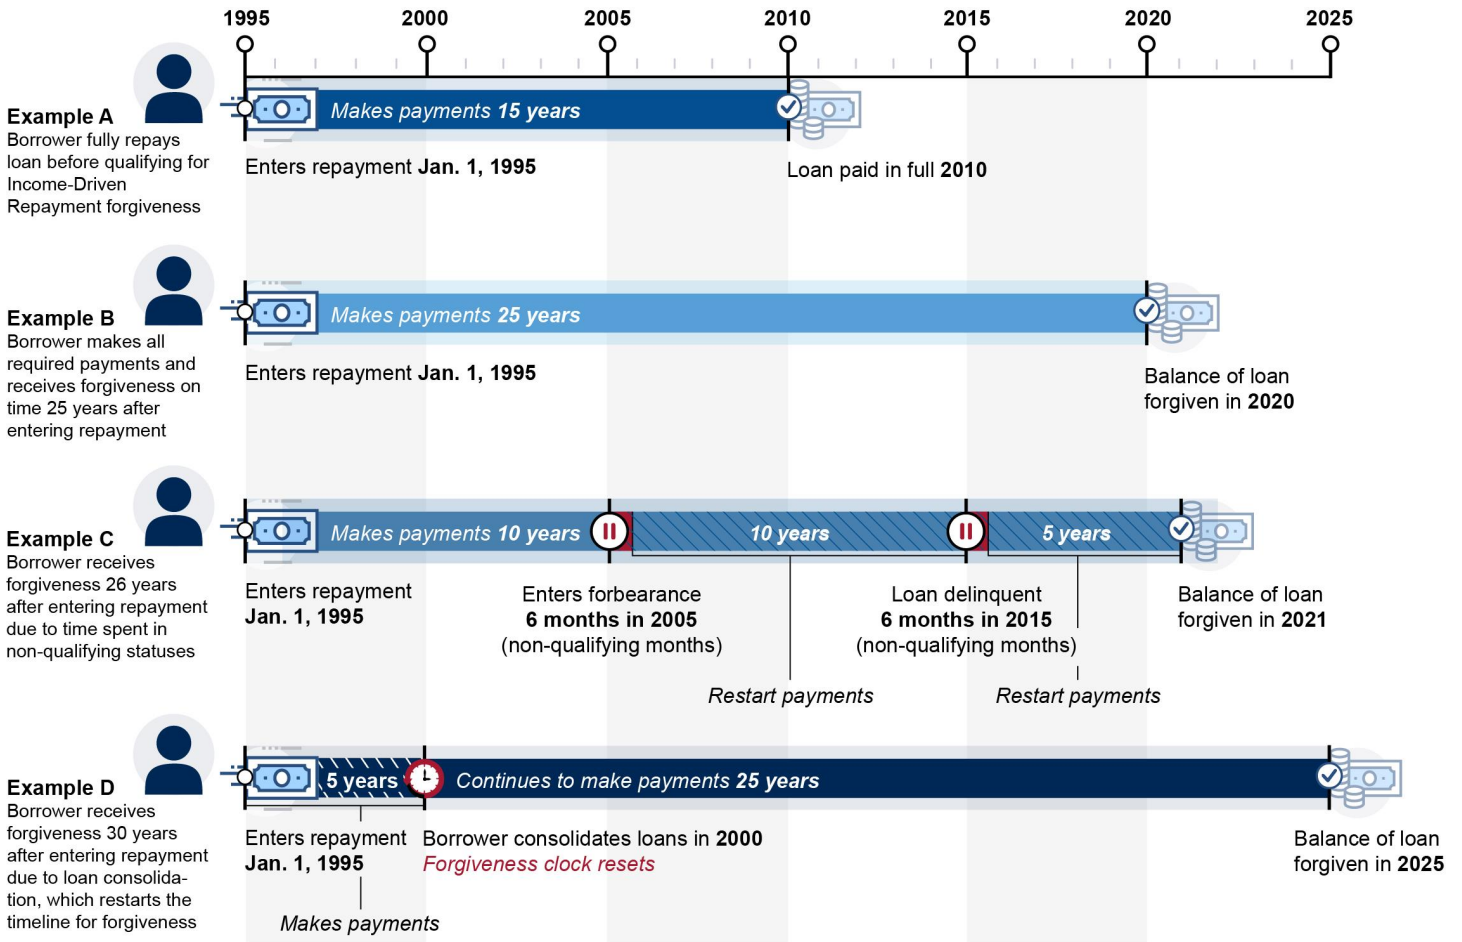 1995 2000 2005 2010 2015 2020 2025
Example A
Borrower fully repays
loan before qualifying for
Income-Driven
Repayment forgiveness
Makes payments 15 years
Enters repayment Jan. 1, 1995
Loan paid in full 2010
Example B
Borrower makes all
required payments and
receives forgiveness on
time 25 years after
entering repayment
Makes payments 25 years
Enters repayment Jan. 1, 1995
Balance of loan
forgiven in 2020
Example C
Borrower receives
forgiveness 26 years
after entering repayment
due to time spent in
non-qualifying statuses
Makes payments 10 years
10 years
5 years
Enters repayment
Jan. 1, 1995
Enters forbearance
6 months in 2005
(non-qualifying months)
Restart payments
Loan delinquent
6 months in 2015
(non-qualifying months)
Restart payments
Balance of loan
forgiven in 2021
Example D
Borrower receives
forgiveness 30 years
after entering repayment
due to loan consolida-
tion, which restarts the
timeline for forgiveness
5 years
Continues to make payments 25 years
Enters repayment
Jan. 1, 1995
Makes payments
Borrower consolidates loans in 2000
Forgiveness clock resets
Balance of loan
forgiven in 2025